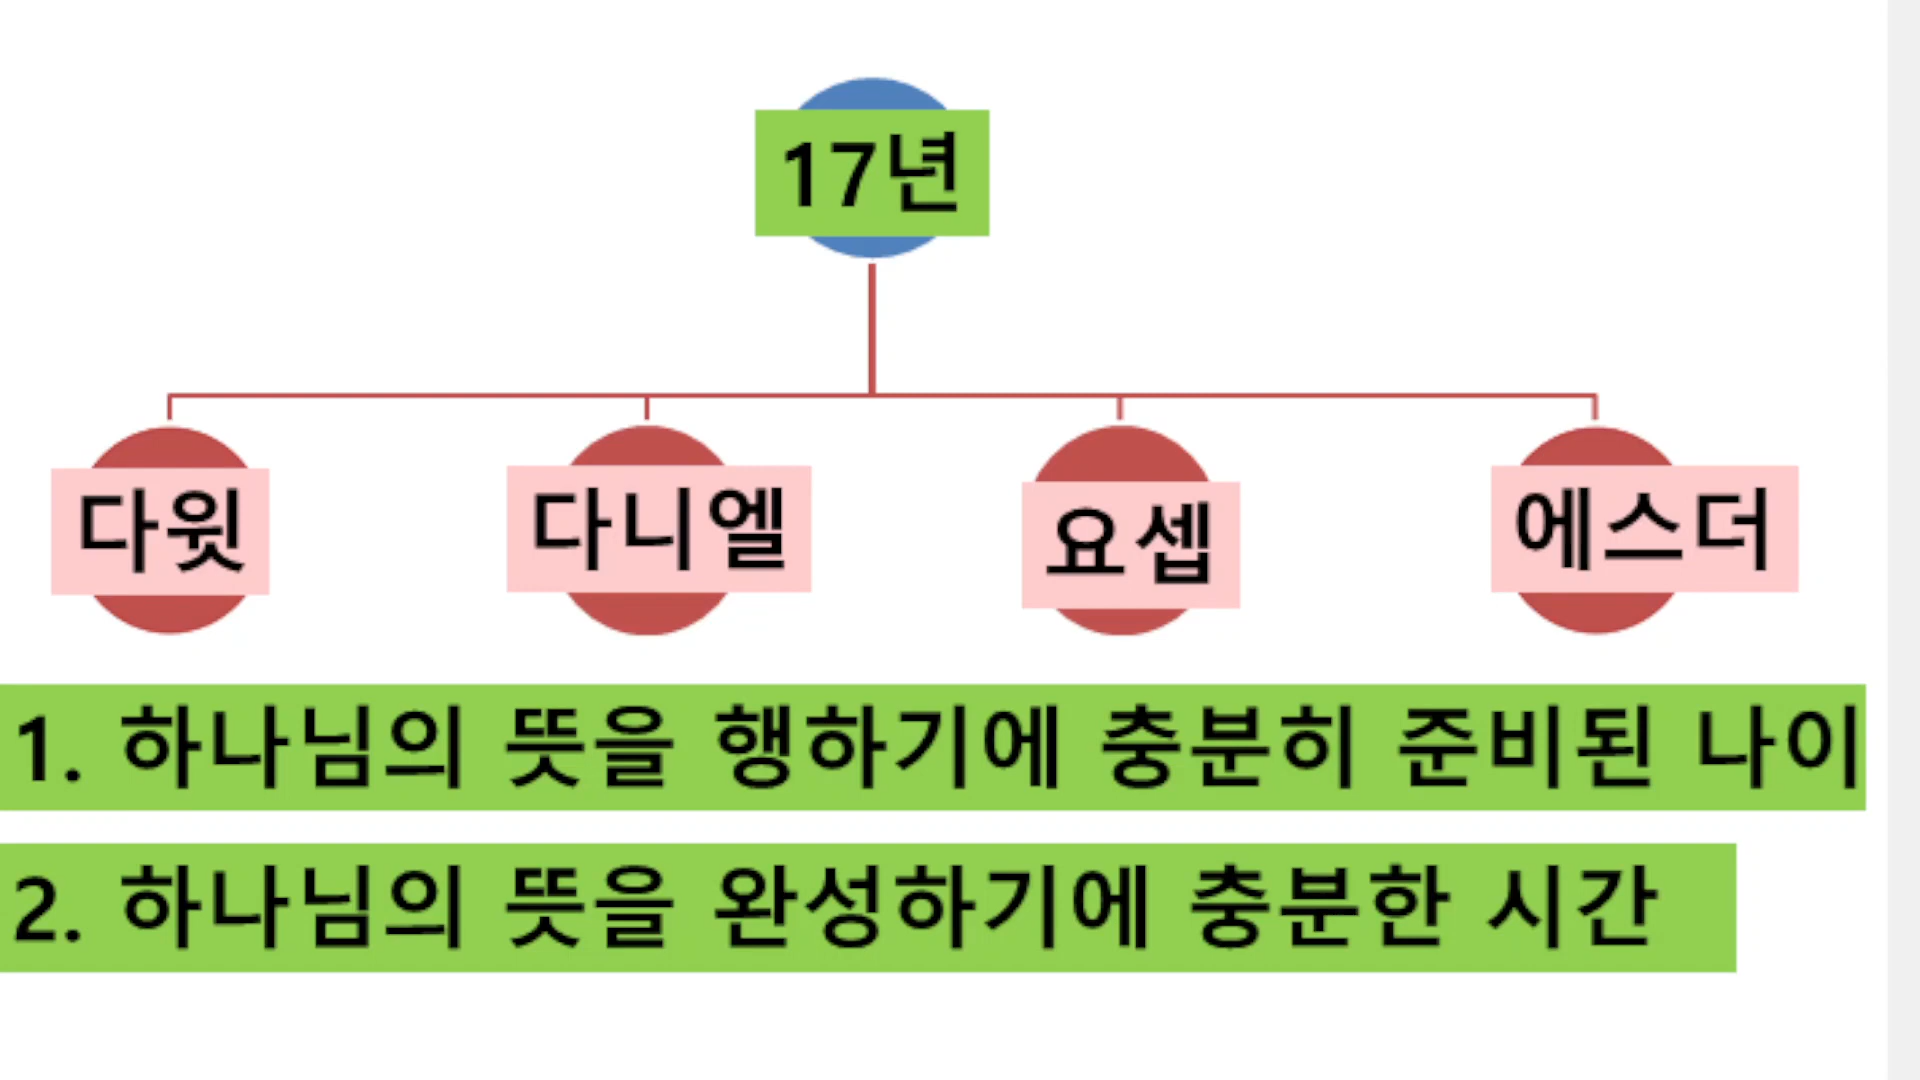 17년
다윗 다니엘 요셉 에스더
1. 하나님의 뜻을 행하기에 충분히 준비된 나이
2. 하나님의 뜻을 완성하기에 충분한 시간